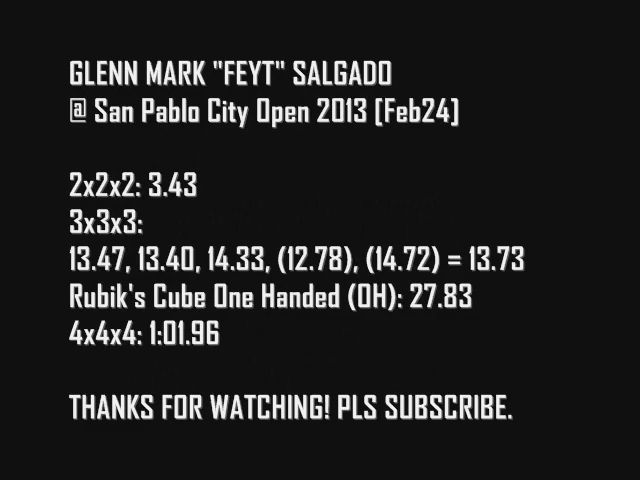 GLENN MARK "FEYT" SALGADO
@ San Pablo City Open 2013 [Feb24]
2x2x2: 3.43
3x3x3:
13.47, 13.40, 14.33, (12.78), (14.72) = 13.73
Rubik's Cube One Handed (OH): 27.83
4x4x4: 1:01.96
THANKS FOR WATCHING! PLS SUBSCRIBE.